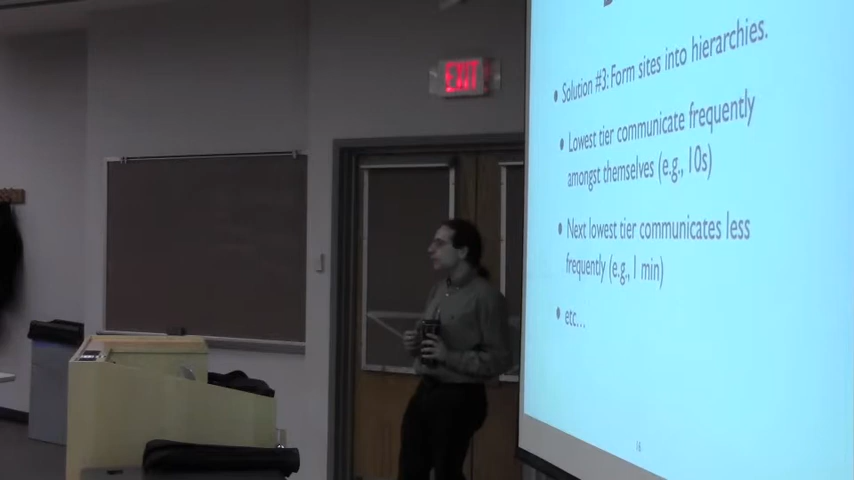 EXIT
• Solution #3: Form sites into hierarchies.
• Lowest tier communicate frequently
amongst themselves (e.g., 10s)
• Next lowest tier communicates less
frequently (e.g., 1 min)
• etc...
16